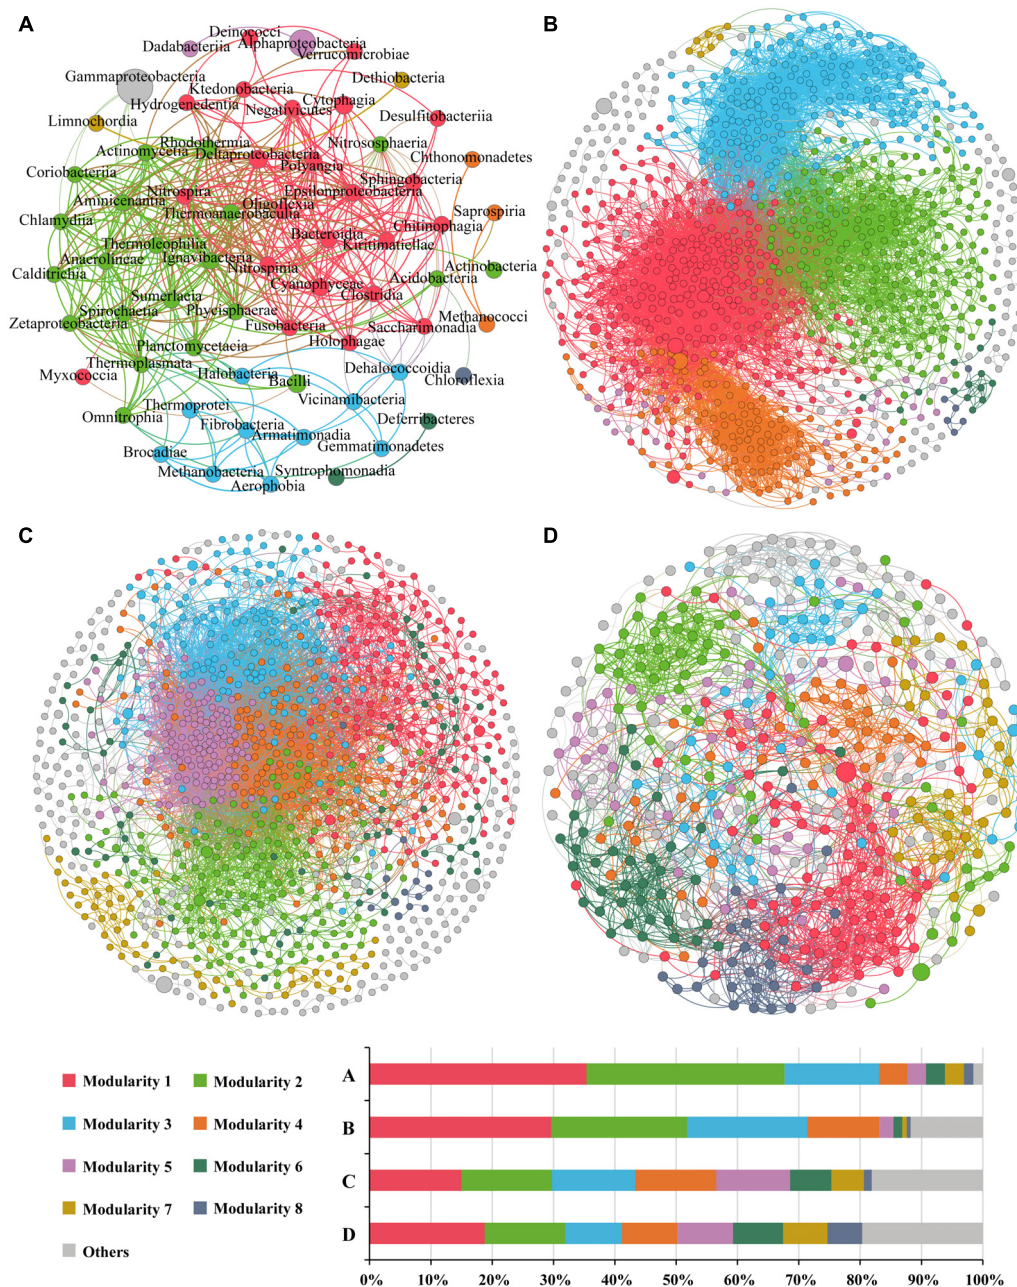 A
Deinococci
Alphaproteobacteria
Dadabacteriia
Verrucomicrobiae
Gammaproteobacteria
Dethiobacteria
Ktedonobacteria
Hydrogenedentia
Negativicutes
Cytophagia
Desulfitobacteriia
Limnochordia
Rhodothermia
Actinomycetia
Nitrososphaeria
Deltaproteobacteria
Chthonomonadetes
Polyangia
Coriobacteriia
Sphingobacteria
Nitrospira
Epsilonproteobacteria
Aminicenantia
Oligoflexia
Saprospiria
Thermoanaerobaculia
Chlamydiia
Chitinophagia
Bacteroidia
Kiritimatiellae
Thermoleophilia
Anaerolineae
Ignavibacteria
Nitrospinia
Actinobacteria
Calditrichia
Acidobacteria
Cyanophyceae
Clostridia
Sumerlaeia
Spirochaetia
Phycisphaerae
Methanococci
Zetaproteobacteria
Fusobacteria
Saccharimonadia
Holophagae
Planctomycetacia
Thermoplasmata
Myxococcia
Halobacteria
Dehalococcoidia
Bacilli
Chloroflexia
Vicinamibacteria
Thermoprotei
Omnitrophia
Deferribacteres
Fibrobacteria
Armatimonadia
Gemmatimonadetes
Brocadiae
Methanobacteria
Syntrophomonadia
Aerophobia
B
C
D
Modularity 1
Modularity 2
Modularity 3
Modularity 4
Modularity 5
Modularity 6
Modularity 7
Modularity 8
Others
A
B
C
D
0% 10% 20% 30% 40% 50% 60% 70% 80% 90% 100%